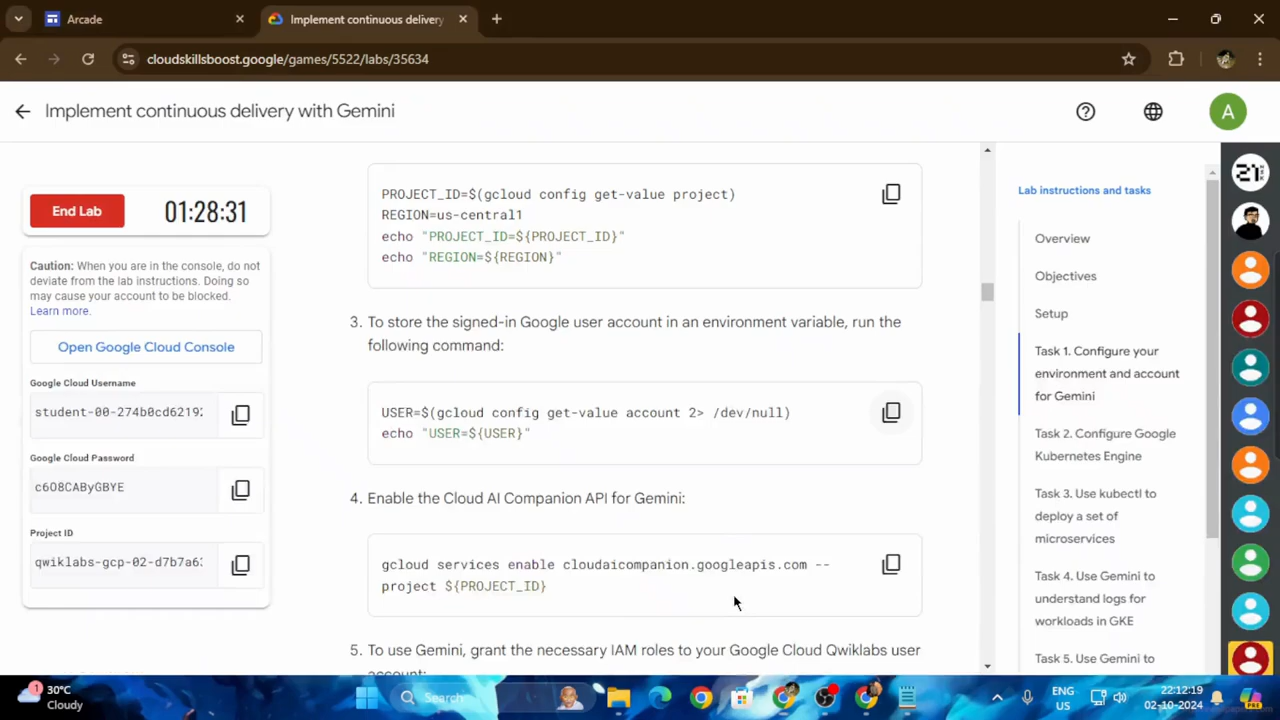 Arcade
Implement continuous delivery
cloudskillsboost.google/games/5522/labs/35634
Implement continuous delivery with Gemini
A
End Lab
01:28:31
Caution: When you are in the console, do not
deviate from the lab instructions. Doing so
may cause your account to be blocked.
Learn more.
Open Google Cloud Console
Google Cloud Username
student-00-274b0cd6219
Google Cloud Password
c6O8CAByGBYE
Project ID
qwiklabs-gcp-02-d7b7a6
PROJECT_ID=$(gcloud config get-value project)
REGION=us-central1
echo "PROJECT_ID=${PROJECT_ID}"
echo "REGION=${REGION}"
3. To store the signed-in Google user account in an environment variable, run the
following command:
USER=$(gcloud config get-value account 2> /dev/null)
echo "USER=${USER}"
4. Enable the Cloud AI Companion API for Gemini:
gcloud services enable cloudaicompanion.googleapis.com --
project ${PROJECT_ID}
5. To use Gemini, grant the necessary IAM roles to your Google Cloud Qwiklabs user
account:
Lab instructions and tasks
Overview
Objectives
Setup
Task 1. Configure your
environment and account
for Gemini
Task 2. Configure Google
Kubernetes Engine
Task 3. Use kubectl to
deploy a set of
microservices
Task 4. Use Gemini to
understand logs for
workloads in GKE
Task 5. Use Gemini to
21
1
30°C
Cloudy
Search
ENG
US
22:12:19
02-10-2024
PRE